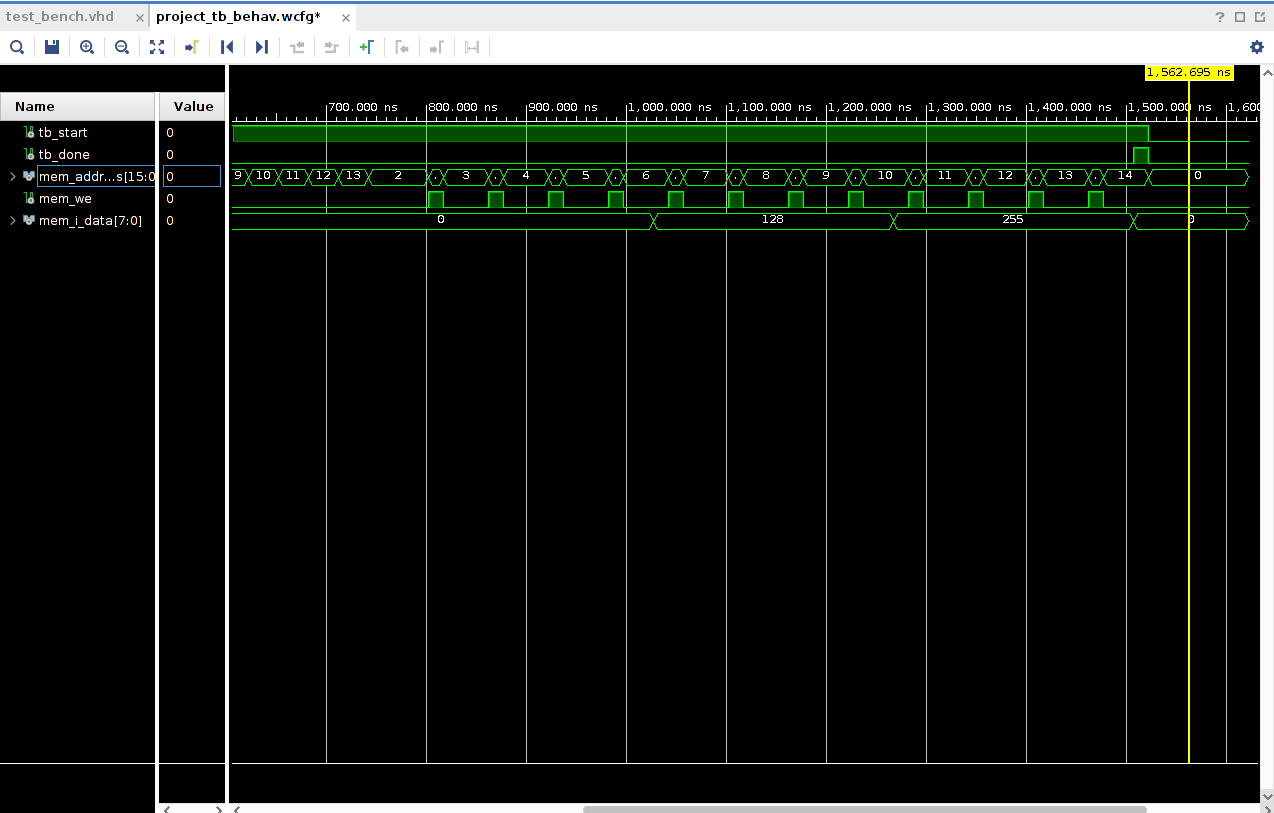 test_bench.vhd × project_tb_behav.wcfg* ×
?
1,562.695 ns
Name Value
700.000 ns 800.000 ns 900.000 ns 1,000.000 ns 1,100.000 ns 1,200.000 ns 1,300.000 ns 1,400.000 ns 1,500.000 ns 1,600
tb_start 0
tb_done 0
mem_addr...s[15:0 0 9 10 11 12 13 2 . 3 . 4 . 5 . 6 . 7 . 8 . 9 . 10 . 11 . 12 . 13 . 14 0
mem_we 0
mem_i_data[7:0] 0 0 128 255 0